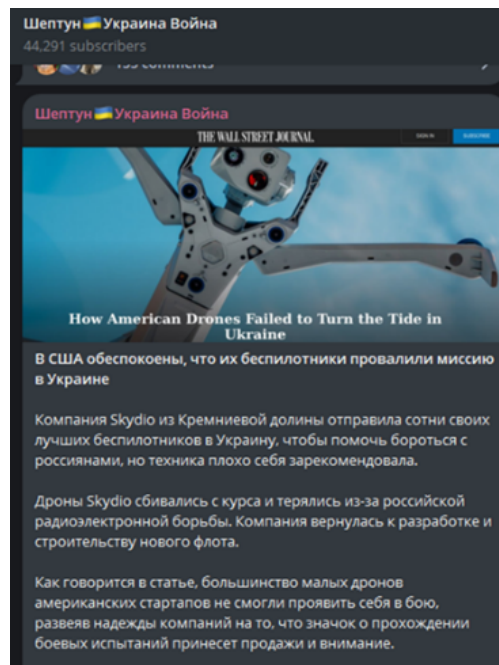 Шептун🇺🇦Украина Война
44,291 subscribers
comments
Шептун🇺🇦Украина Война
THE WALL STREET JOURNAL.
SIGN IN
SUBSCRIBE
How American Drones Failed to Turn the Tide in
Ukraine
В США обеспокоены, что их беспилотники провалили миссию
в Украине
Компания Skydio из Кремниевой долины отправила сотни своих
лучших беспилотников в Украину, чтобы помочь бороться с
россиянами, но техника плохо себя зарекомендовала.
Дроны Skydio сбивались с курса и терялись из-за российской
радиоэлектронной борьбы. Компания вернулась к разработке и
строительству нового флота.
Как говорится в статье, большинство малых дронов
американских стартапов не смогли проявить себя в бою,
развеяв надежды компаний на то, что значок о прохождении
боевых испытаний принесет продажи и внимание.